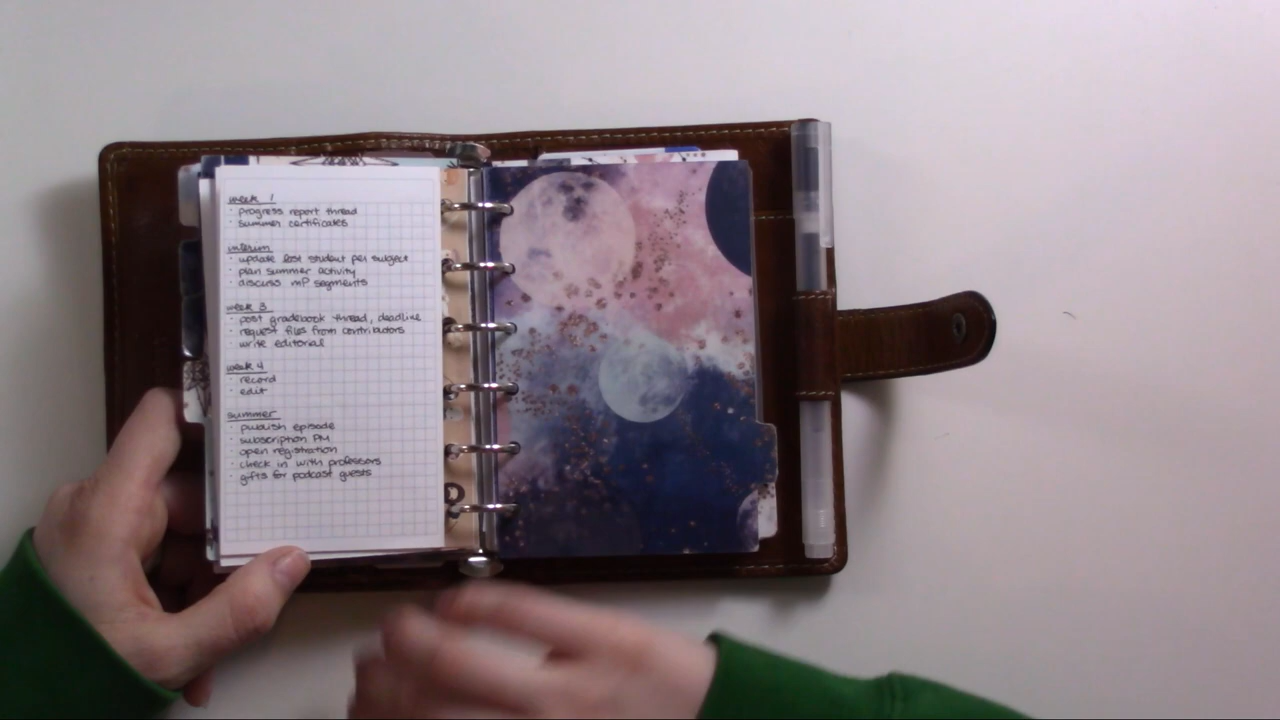 week 1
· progress report thread
· summer certificates
midterm
· update last student per subject
· plan summer activity
· discuss MP segments
week 3
· post gradebook thread, deadline
· request files from contributors
· write editorial
week 4
· record
· edit
summer
· publish episode
· subscription PM
· open registration
· check in with professors
· gifts for podcast guests